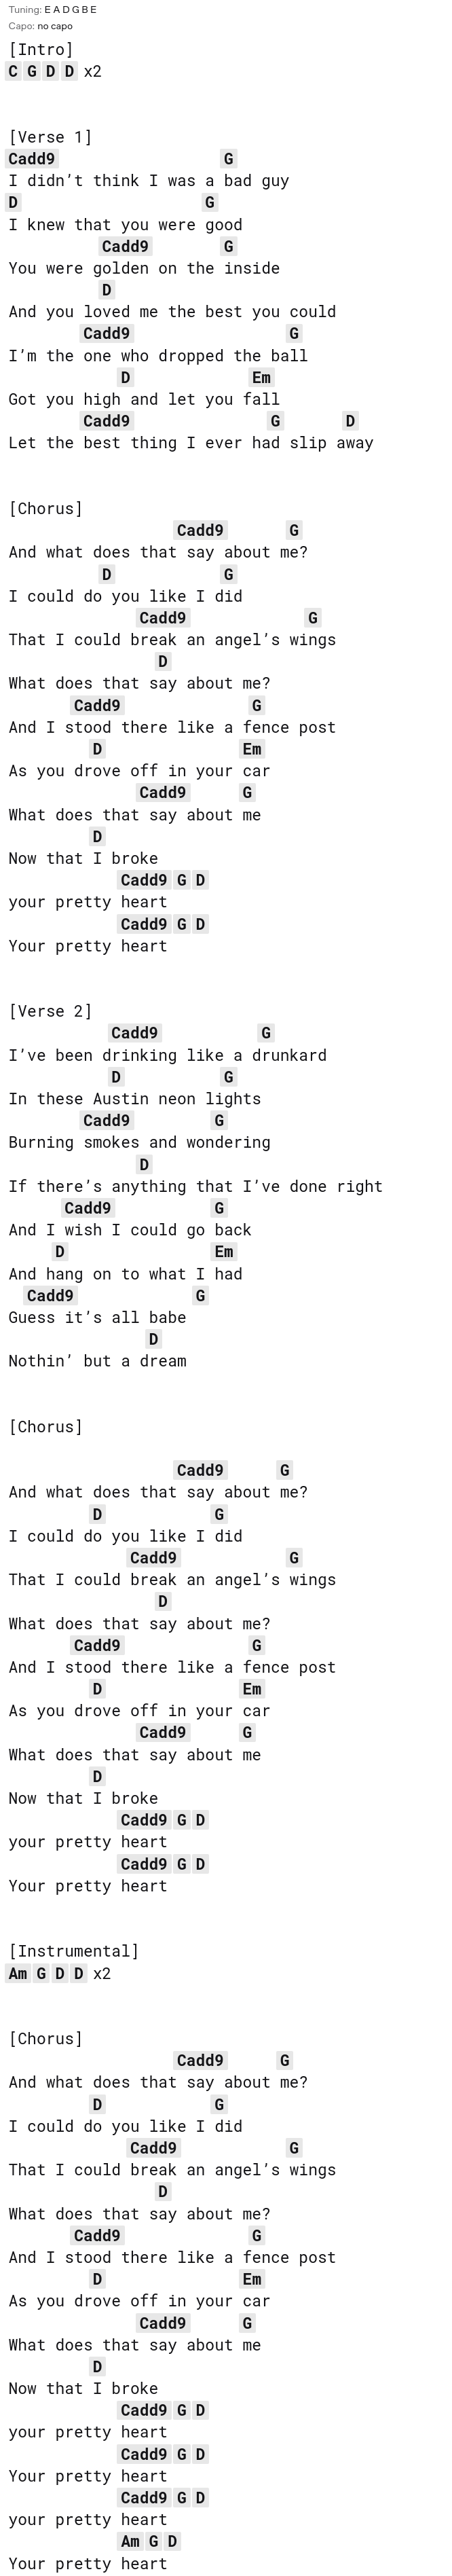 Tuning: E A D G B E
Capo: no capo
[Intro]
C G D D x2
[Verse 1]
Cadd9 G
I didn’t think I was a bad guy
D G
I knew that you were good
Cadd9 G
You were golden on the inside
D
And you loved me the best you could
Cadd9 G
I’m the one who dropped the ball
D Em
Got you high and let you fall
Cadd9 G D
Let the best thing I ever had slip away
[Chorus]
Cadd9 G
And what does that say about me?
D G
I could do you like I did
Cadd9 G
That I could break an angel’s wings
D
What does that say about me?
Cadd9 G
And I stood there like a fence post
D Em
As you drove off in your car
Cadd9 G
What does that say about me
D
Now that I broke
Cadd9 G D
your pretty heart
Cadd9 G D
Your pretty heart
[Verse 2]
Cadd9 G
I’ve been drinking like a drunkard
D G
In these Austin neon lights
Cadd9 G
Burning smokes and wondering
D
If there’s anything that I’ve done right
Cadd9 G
And I wish I could go back
D Em
And hang on to what I had
Cadd9 G
Guess it’s all babe
D
Nothin’ but a dream
[Chorus]
Cadd9 G
And what does that say about me?
D G
I could do you like I did
Cadd9 G
That I could break an angel’s wings
D
What does that say about me?
Cadd9 G
And I stood there like a fence post
D Em
As you drove off in your car
Cadd9 G
What does that say about me
D
Now that I broke
Cadd9 G D
your pretty heart
Cadd9 G D
Your pretty heart
[Instrumental]
Am G D D x2
[Chorus]
Cadd9 G
And what does that say about me?
D G
I could do you like I did
Cadd9 G
That I could break an angel’s wings
D
What does that say about me?
Cadd9 G
And I stood there like a fence post
D Em
As you drove off in your car
Cadd9 G
What does that say about me
D
Now that I broke
Cadd9 G D
your pretty heart
Cadd9 G D
Your pretty heart
Cadd9 G D
your pretty heart
Am G D
Your pretty heart